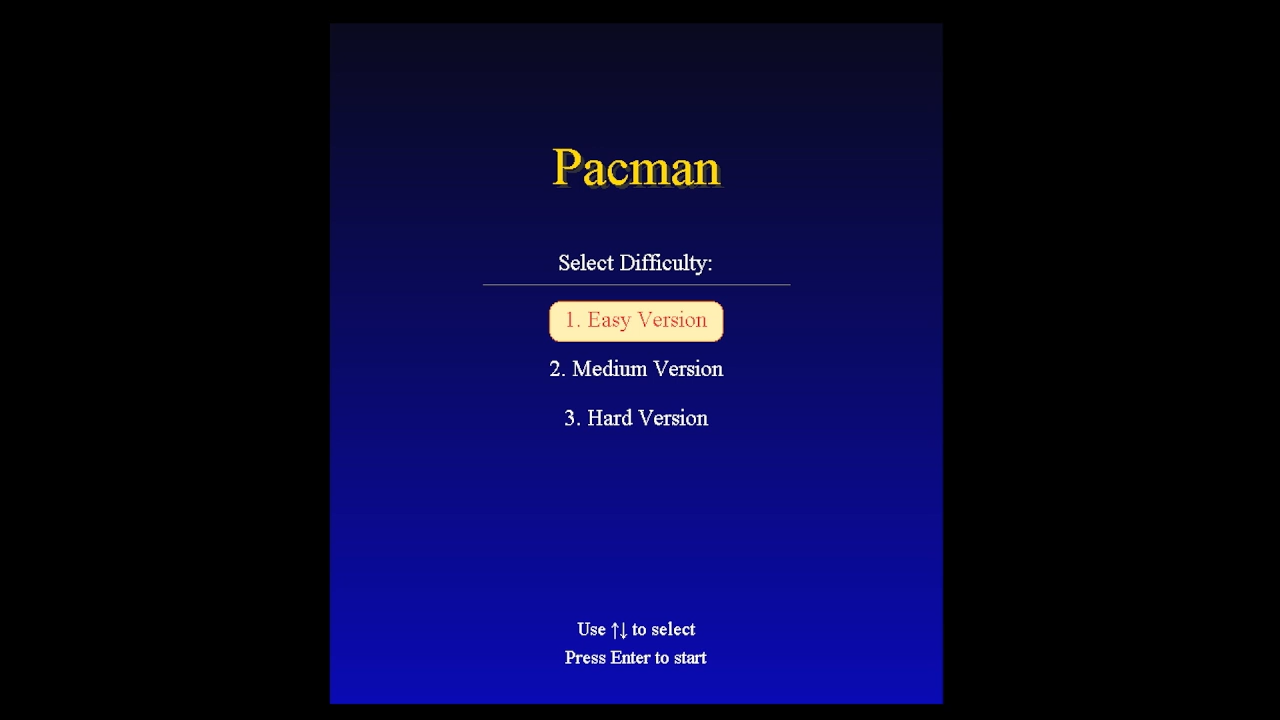 Pacman
Select Difficulty:
1. Easy Version
2. Medium Version
3. Hard Version
Use ↑↓ to select
Press Enter to start